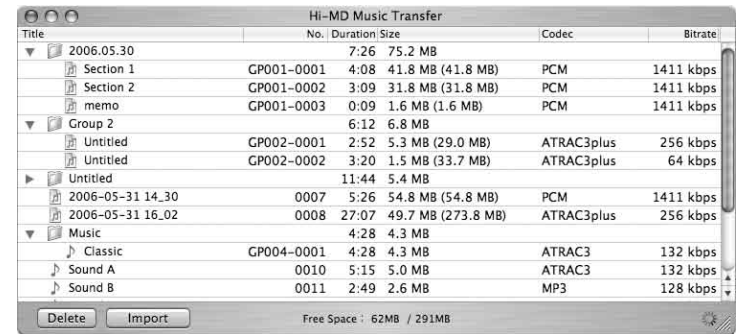 Hi-MD Music Transfer
Title No. Duration Size Codec Bitrate
2006.05.30 7:26 75.2 MB
Section 1 GP001-0001 4:08 41.8 MB (41.8 MB) PCM 1411 kbps
Section 2 GP001-0002 3:09 31.8 MB (31.8 MB) PCM 1411 kbps
memo GP001-0003 0:09 1.6 MB (1.6 MB) PCM 1411 kbps
Group 2 6:12 6.8 MB
Untitled GP002-0001 2:52 5.3 MB (29.0 MB) ATRAC3plus 256 kbps
Untitled GP002-0002 3:20 1.5 MB (33.7 MB) ATRAC3plus 64 kbps
Untitled 11:44 5.4 MB
2006-05-31 14_30 0007 5:26 54.8 MB (54.8 MB) PCM 1411 kbps
2006-05-31 16_02 0008 27:07 49.7 MB (273.8 MB) ATRAC3plus 256 kbps
Music 4:28 4.3 MB
Classic GP004-0001 4:28 4.3 MB ATRAC3 132 kbps
Sound A 0010 5:15 5.0 MB ATRAC3 132 kbps
Sound B 0011 2:49 2.6 MB MP3 128 kbps
Delete Import Free Space : 62MB / 291MB